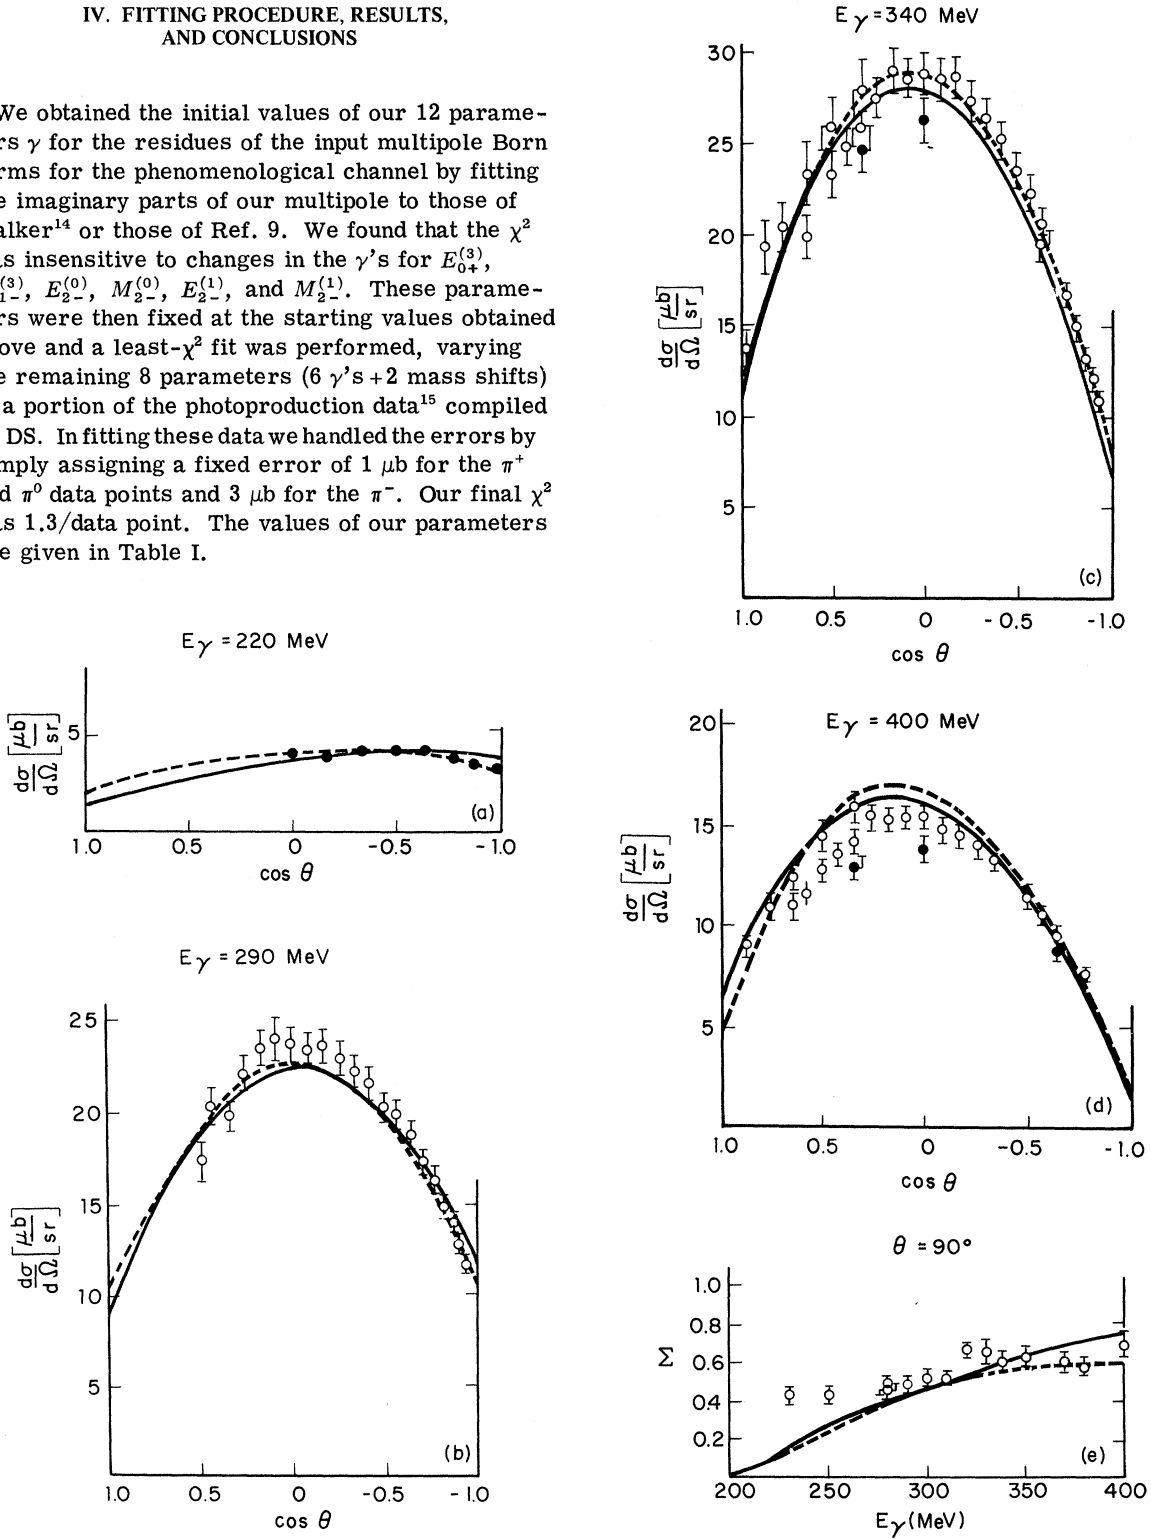 IV. FITTING PROCEDURE, RESULTS,
AND CONCLUSIONS
We obtained the initial values of our 12 parame-
rs γ for the residues of the input multipole Born
rms for the phenomenological channel by fitting
e imaginary parts of our multipole to those of
alker¹⁴ or those of Ref. 9. We found that the χ²
s insensitive to changes in the γ's for E₀₊⁽³⁾,
₁₋⁽³⁾, E₂₋⁽⁰⁾, M₂₋⁽⁰⁾, E₂₋⁽¹⁾, and M₂₋⁽¹⁾. These parame-
rs were then fixed at the starting values obtained
ove and a least-χ² fit was performed, varying
e remaining 8 parameters (6 γ's + 2 mass shifts)
a portion of the photoproduction data¹⁵ compiled
DS. In fitting these data we handled the errors by
mply assigning a fixed error of 1 μb for the π⁺
d π⁰ data points and 3 μb for the π⁻. Our final χ²
s 1.3/data point. The values of our parameters
e given in Table I.
Eγ = 220 MeV
dσ/dΩ [μb/sr]
5
(a)
1.0 0.5 0 -0.5 -1.0
cos θ
Eγ = 290 MeV
25
20
15
dσ/dΩ [μb/sr]
10
5
(b)
1.0 0.5 0 -0.5 -1.0
cos θ
Eγ = 340 MeV
30
25
20
dσ/dΩ [μb/sr]
15
10
5
(c)
1.0 0.5 0 -0.5 -1.0
cos θ
Eγ = 400 MeV
20
15
dσ/dΩ [μb/sr]
10
5
(d)
1.0 0.5 0 -0.5 -1.0
cos θ
θ = 90°
1.0
0.8
Σ
0.6
0.4
0.2
(e)
200 250 300 350 400
Eγ (MeV)